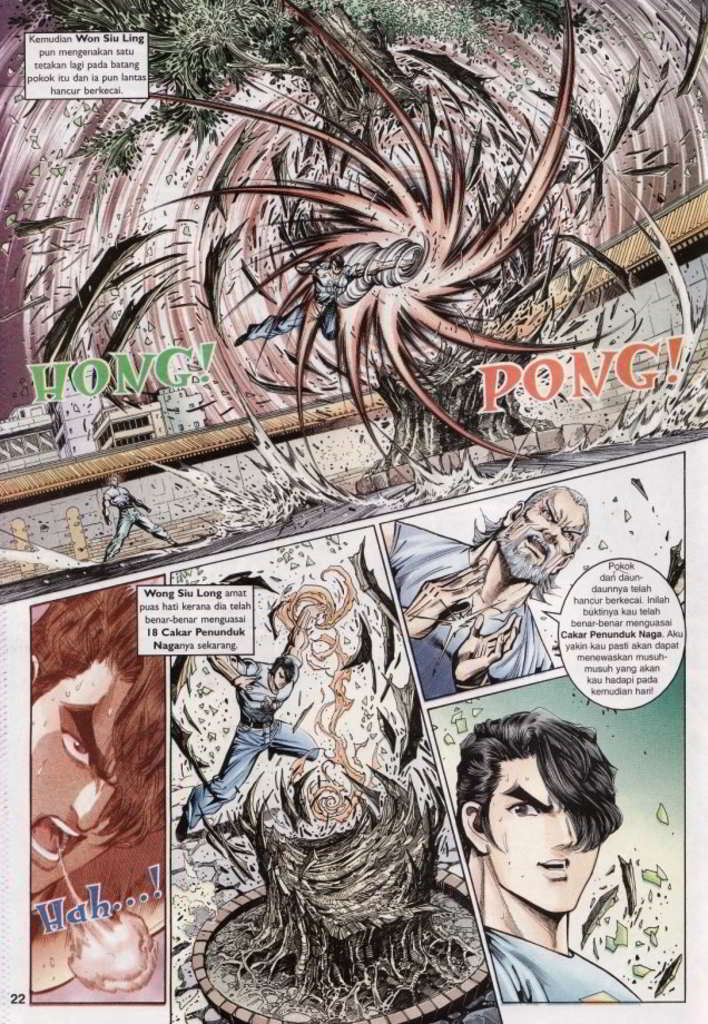 Kemudian Won Siu Ling
pun mengenakan satu
tetakan lagi pada batang
pokok itu dan ia pun lantas
hancur berkecai.
HONG!
PONG!
Pokok
dan daun-
daunnya telah
hancur berkecai. Inilah
buktinya kau telah
benar-benar menguasai
Cakar Penunduk Naga. Aku
yakin kau pasti akan dapat
menewaskan musuh-
musuh yang akan
kau hadapi pada
kemudian hari!
Hah...!
Wong Siu Long amat
puas hati kerana dia telah
benar-benar menguasai
18 Cakar Penunduk
Naganya sekarang.
22